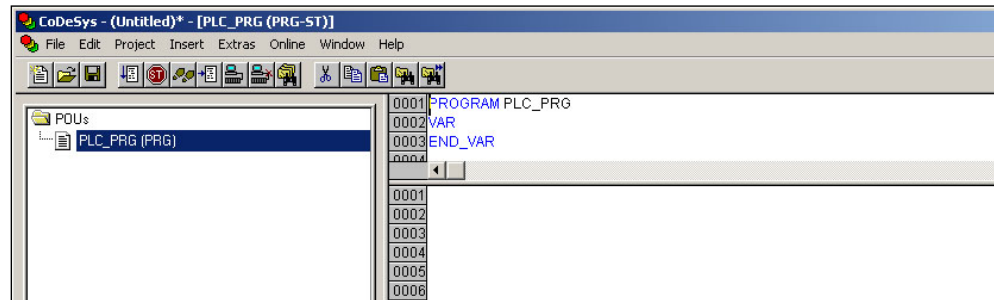 CoDeSys - (Untitled)* - [PLC_PRG (PRG-ST)]
File Edit Project Insert Extras Online Window Help
POUs
PLC_PRG (PRG)
0001 PROGRAM PLC_PRG
0002 VAR
0003 END_VAR
0004
0001
0002
0003
0004
0005
0006